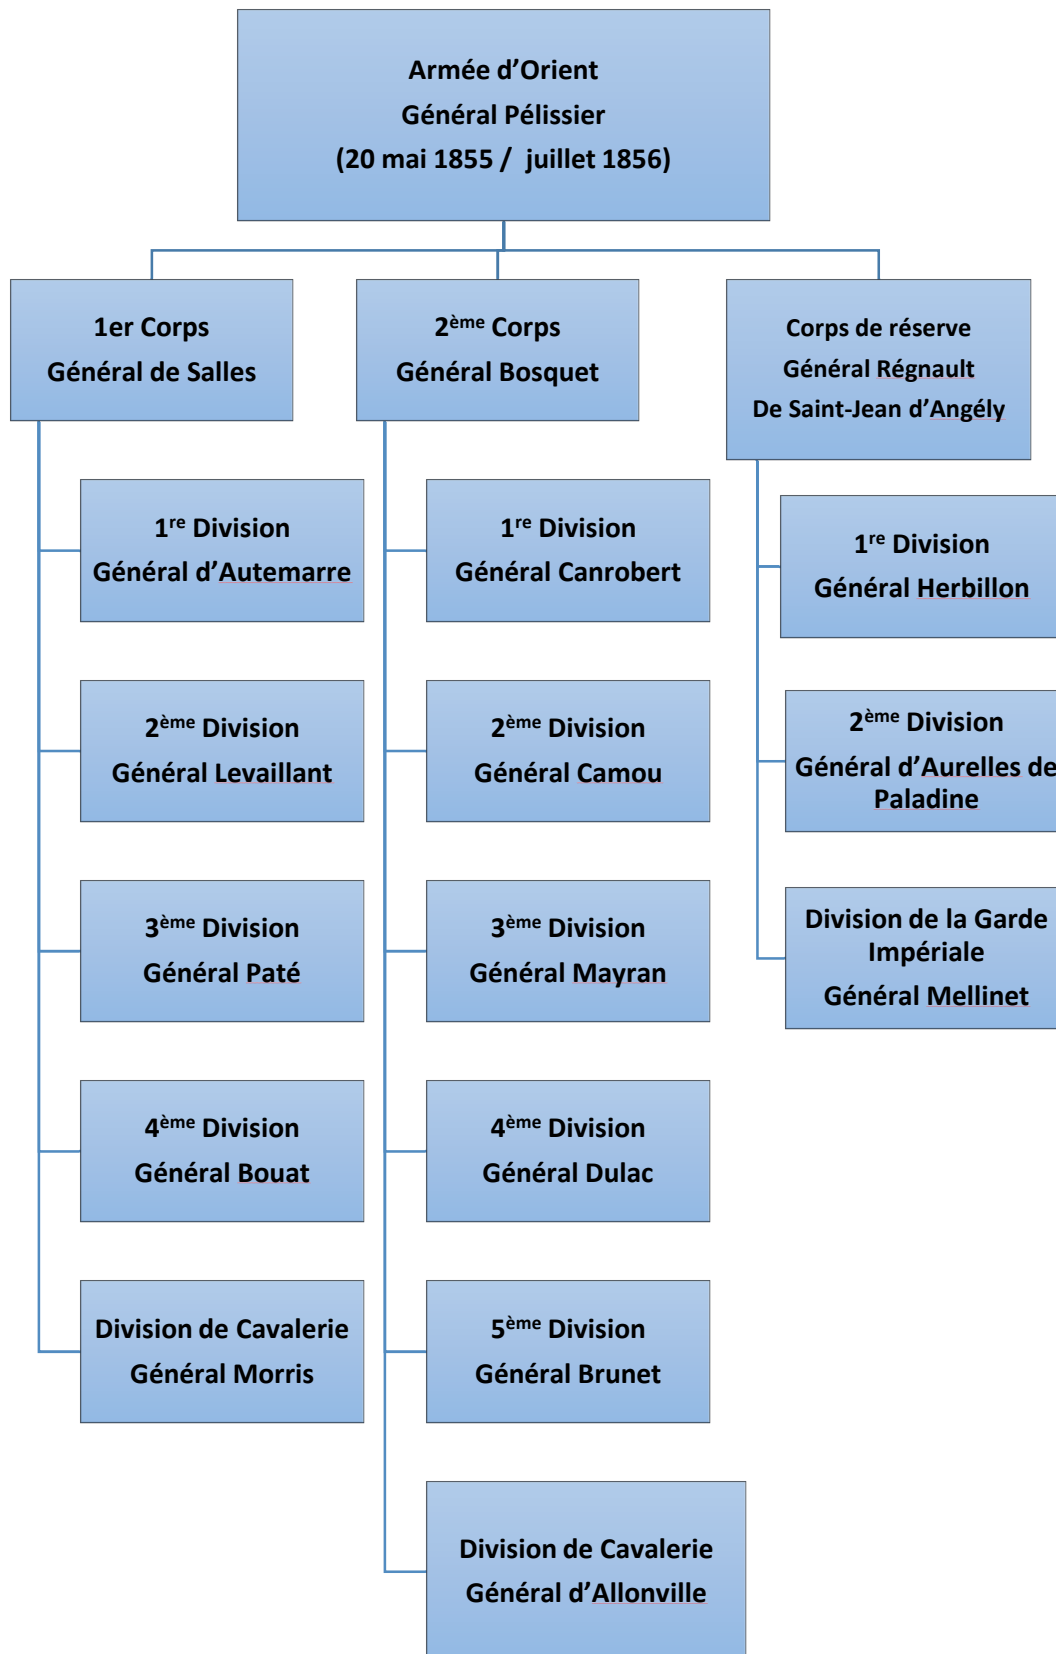 Armée d’Orient
Général Pélissier
(20 mai 1855 / juillet 1856)
1er Corps
Général de Salles
2ème Corps
Général Bosquet
Corps de réserve
Général Régnault
De Saint-Jean d’Angély
1re Division
Général d’Autemarre
2ème Division
Général Levaillant
3ème Division
Général Paté
4ème Division
Général Bouat
Division de Cavalerie
Général Morris
1re Division
Général Canrobert
2ème Division
Général Camou
3ème Division
Général Mayran
4ème Division
Général Dulac
5ème Division
Général Brunet
Division de Cavalerie
Général d’Allonville
1re Division
Général Herbillon
2ème Division
Général d’Aurelles de
Paladine
Division de la Garde
Impériale
Général Mellinet